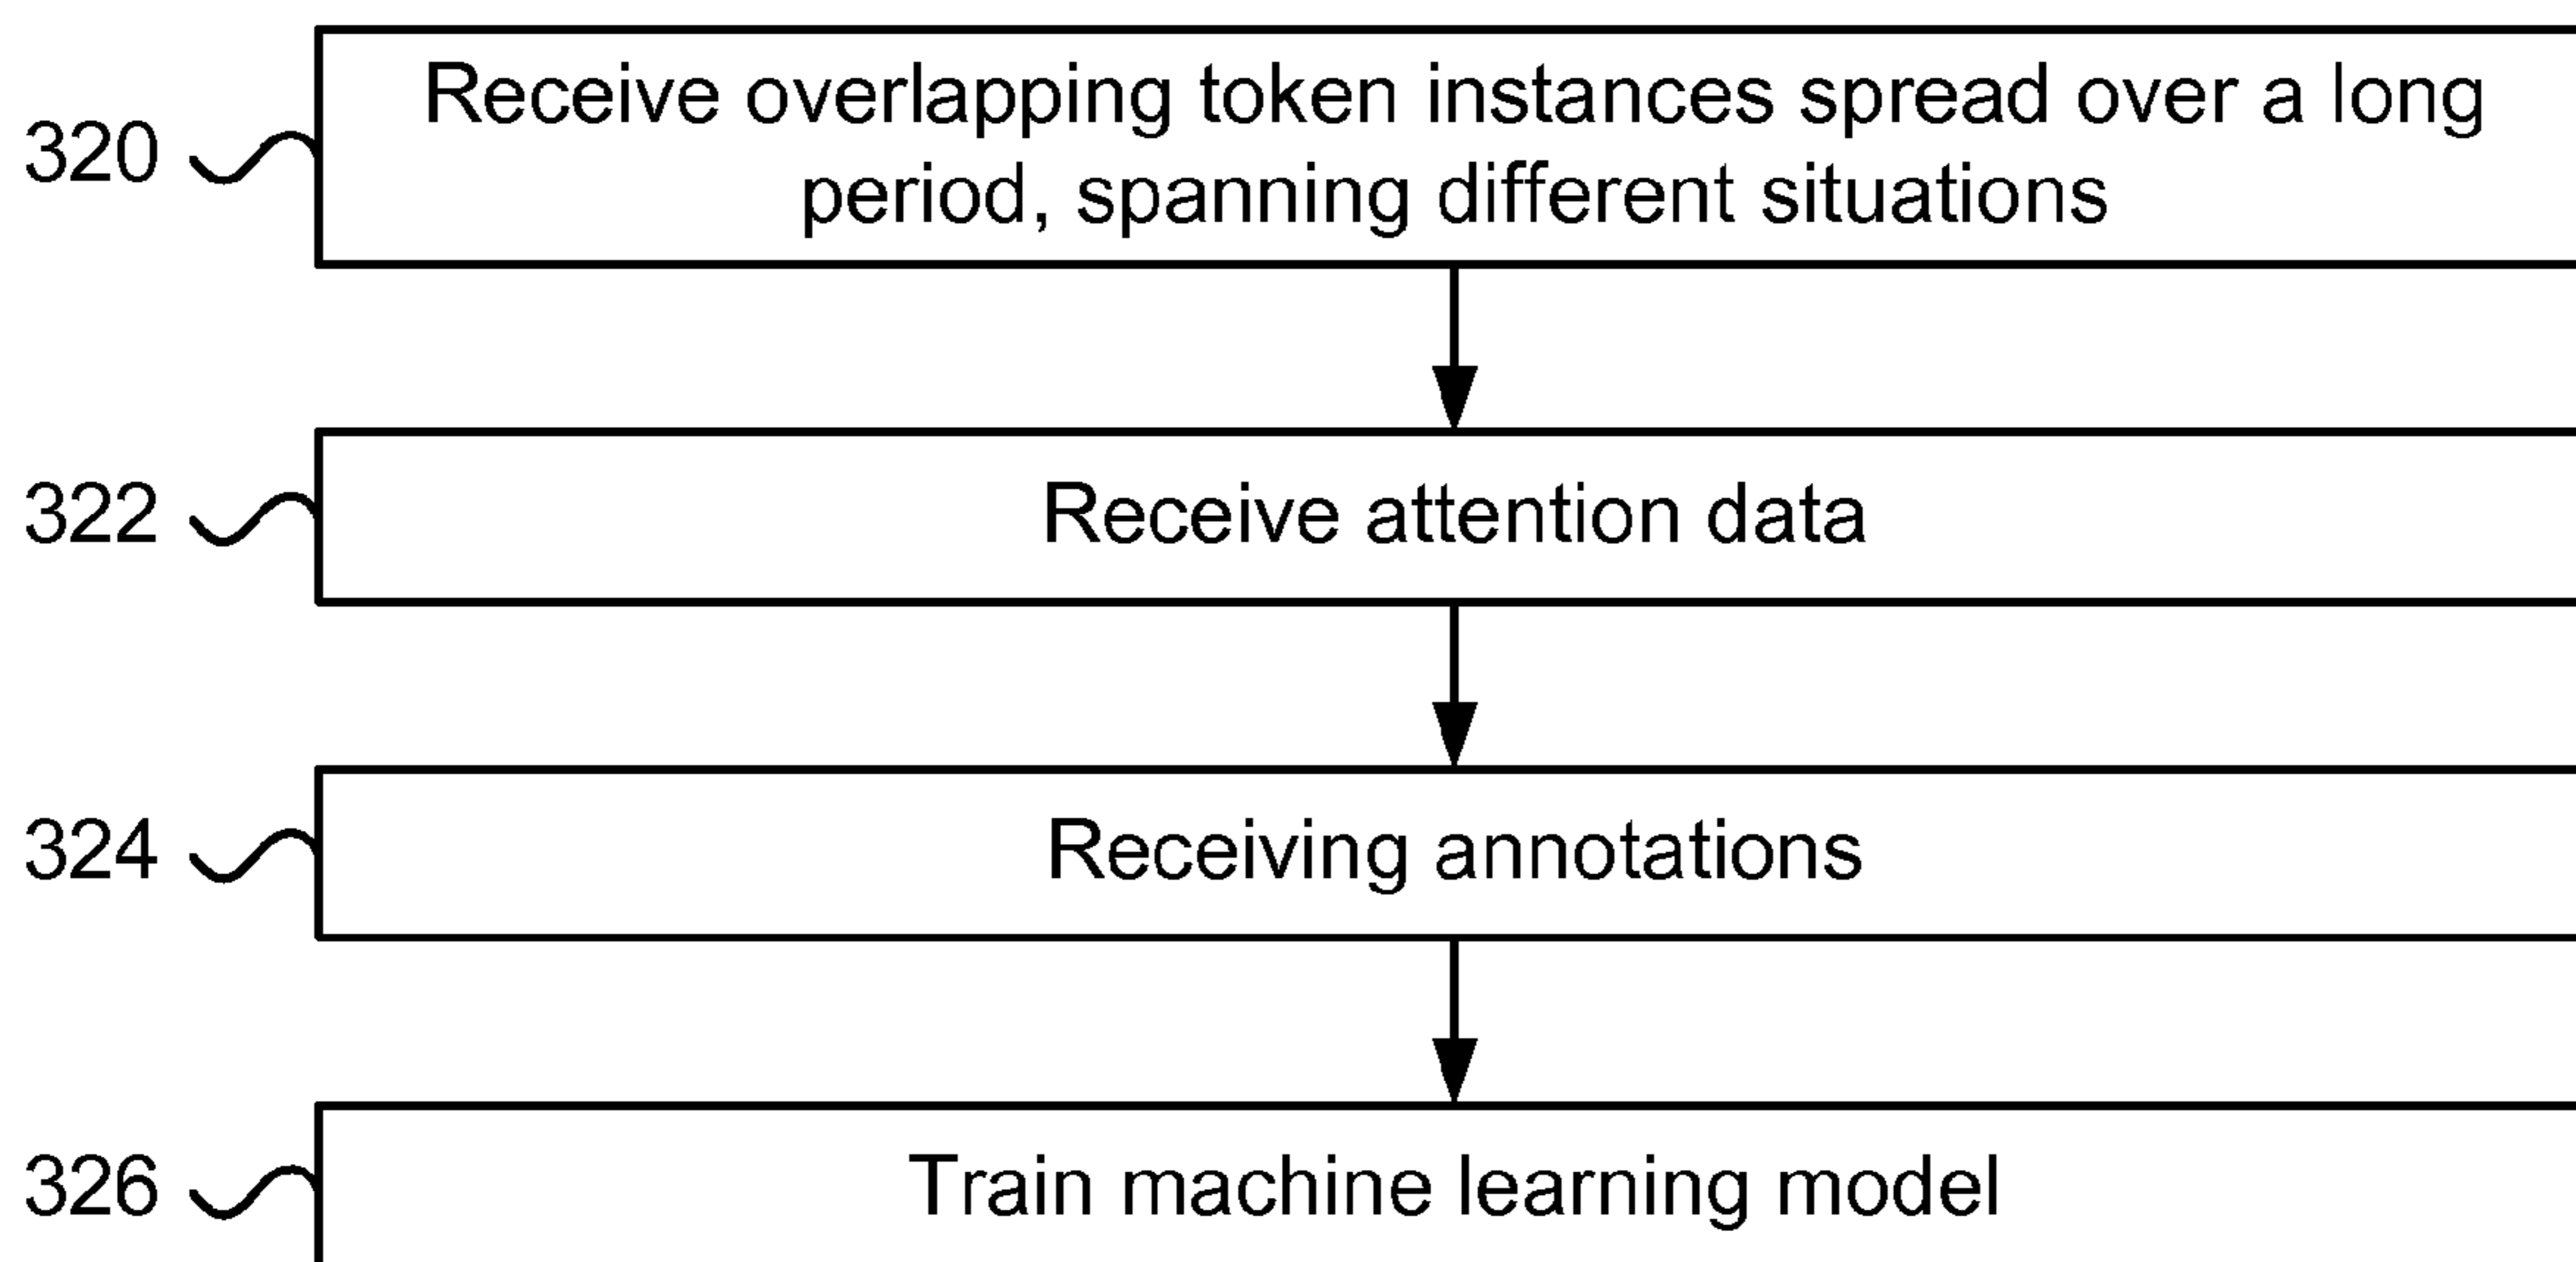 320
Receive overlapping token instances spread over a long
period, spanning different situations
322
Receive attention data
324
Receiving annotations
326
Train machine learning model